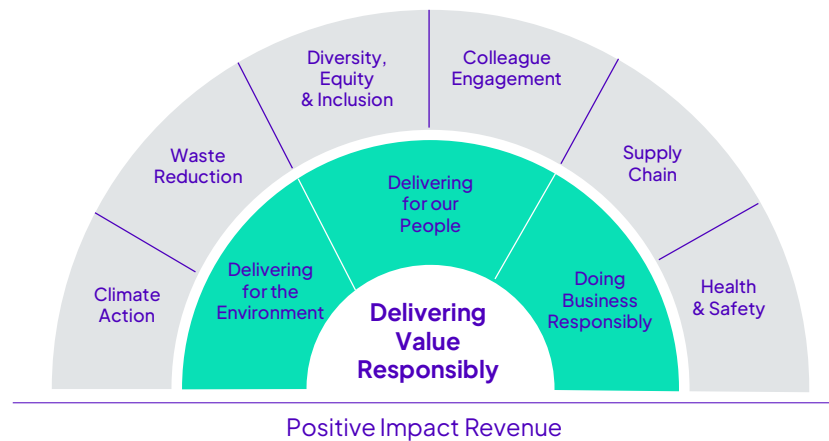 Diversity,
Equity
& Inclusion
Colleague
Engagement
Waste
Reduction
Supply
Chain
Climate
Action
Health
& Safety
Delivering
for our
People
Delivering
for the
Environment
Doing
Business
Responsibly
Delivering
Value
Responsibly
Positive Impact Revenue